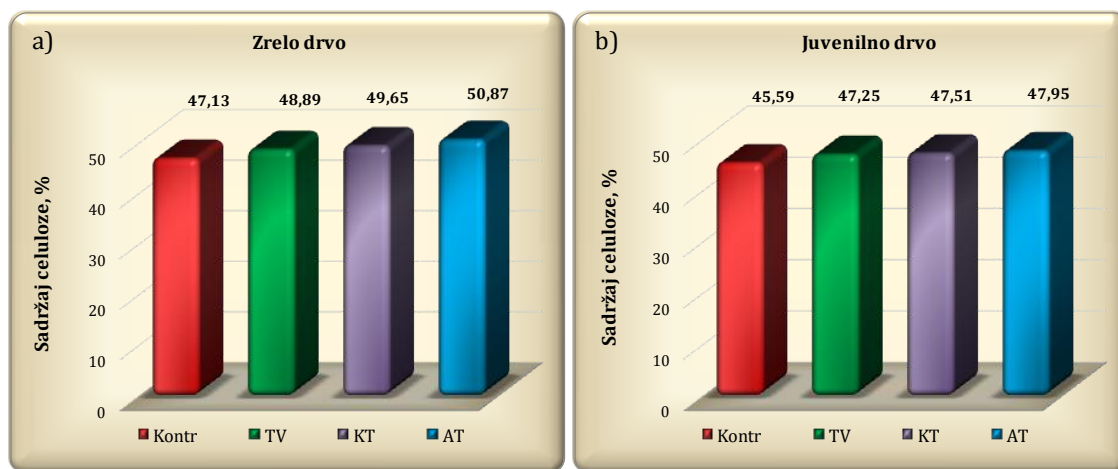 a)
Zrelo drvo
47,13 48,89 49,65 50,87
Sadržaj celuloze, %
50
40
30
20
10
0
Kontr TV KT AT
b)
Juvenilno drvo
45,59 47,25 47,51 47,95
Sadržaj celuloze, %
50
40
30
20
10
0
Kontr TV KT AT